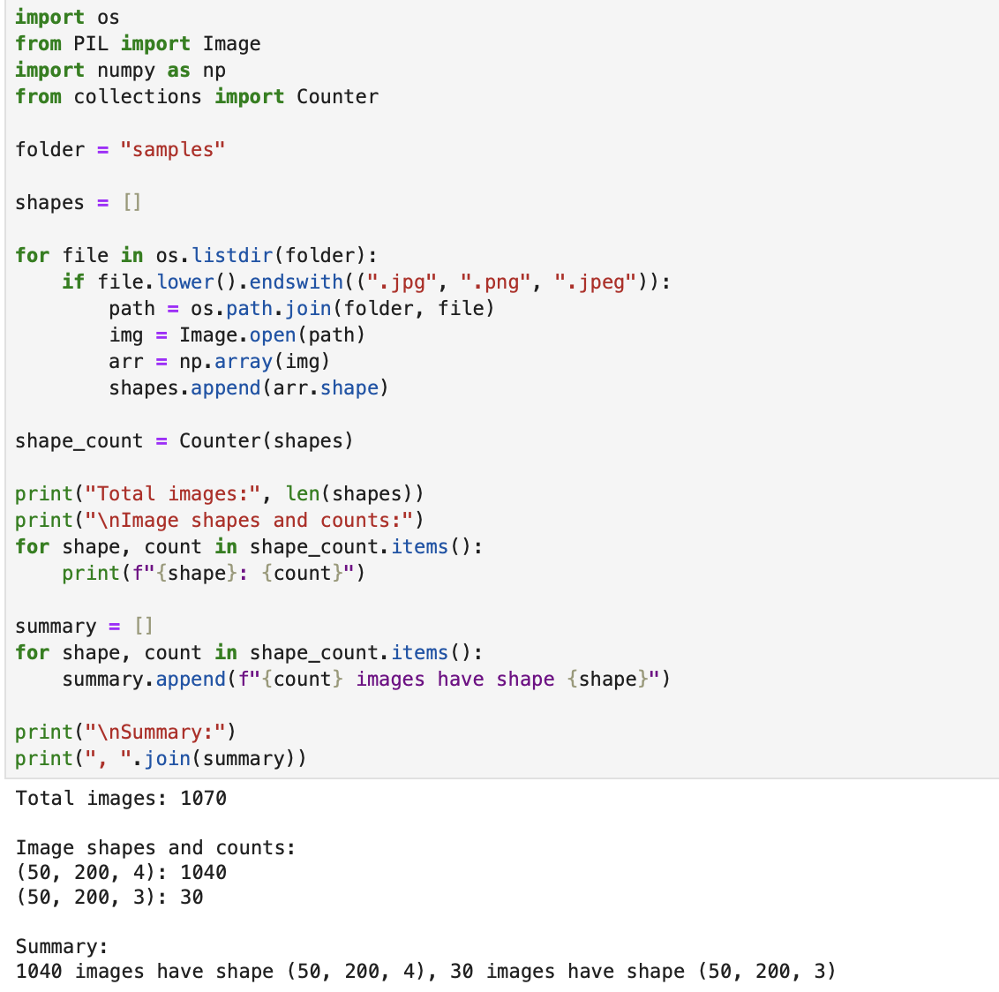 import os
from PIL import Image
import numpy as np
from collections import Counter

folder = "samples"

shapes = []

for file in os.listdir(folder):
    if file.lower().endswith((".jpg", ".png", ".jpeg")):
        path = os.path.join(folder, file)
        img = Image.open(path)
        arr = np.array(img)
        shapes.append(arr.shape)

shape_count = Counter(shapes)

print("Total images:", len(shapes))
print("\nImage shapes and counts:")
for shape, count in shape_count.items():
    print(f"{shape}: {count}")

summary = []
for shape, count in shape_count.items():
    summary.append(f"{count} images have shape {shape}")

print("\nSummary:")
print(", ".join(summary))
Total images: 1070

Image shapes and counts:
(50, 200, 4): 1040
(50, 200, 3): 30

Summary:
1040 images have shape (50, 200, 4), 30 images have shape (50, 200, 3)